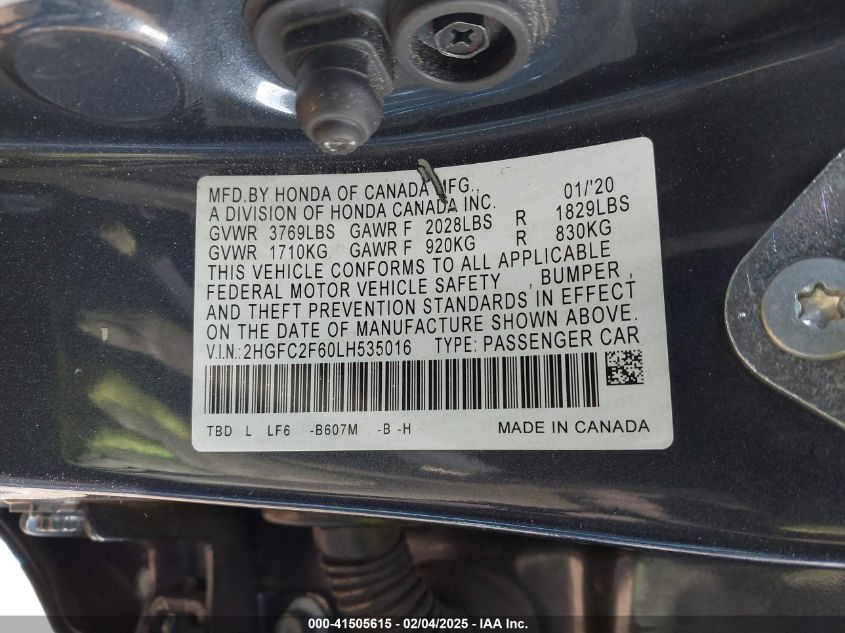 MFD.BY HONDA OF CANADA MFG., 01/'20
A DIVISION OF HONDA CANADA INC.
GVWR 3769LBS GAWR F 2028LBS R 1829LBS
GVWR 1710KG GAWR F 920KG R 830KG
THIS VEHICLE CONFORMS TO ALL APPLICABLE
FEDERAL MOTOR VEHICLE SAFETY , BUMPER ,
AND THEFT PREVENTION STANDARDS IN EFFECT
ON THE DATE OF MANUFACTURE SHOWN ABOVE.
V.I.N.: 2HGFC2F60LH535016 TYPE: PASSENGER CAR
TBD L LF6 -B607M -B -H MADE IN CANADA
000-41505615 - 02/04/2025 - IAA Inc.